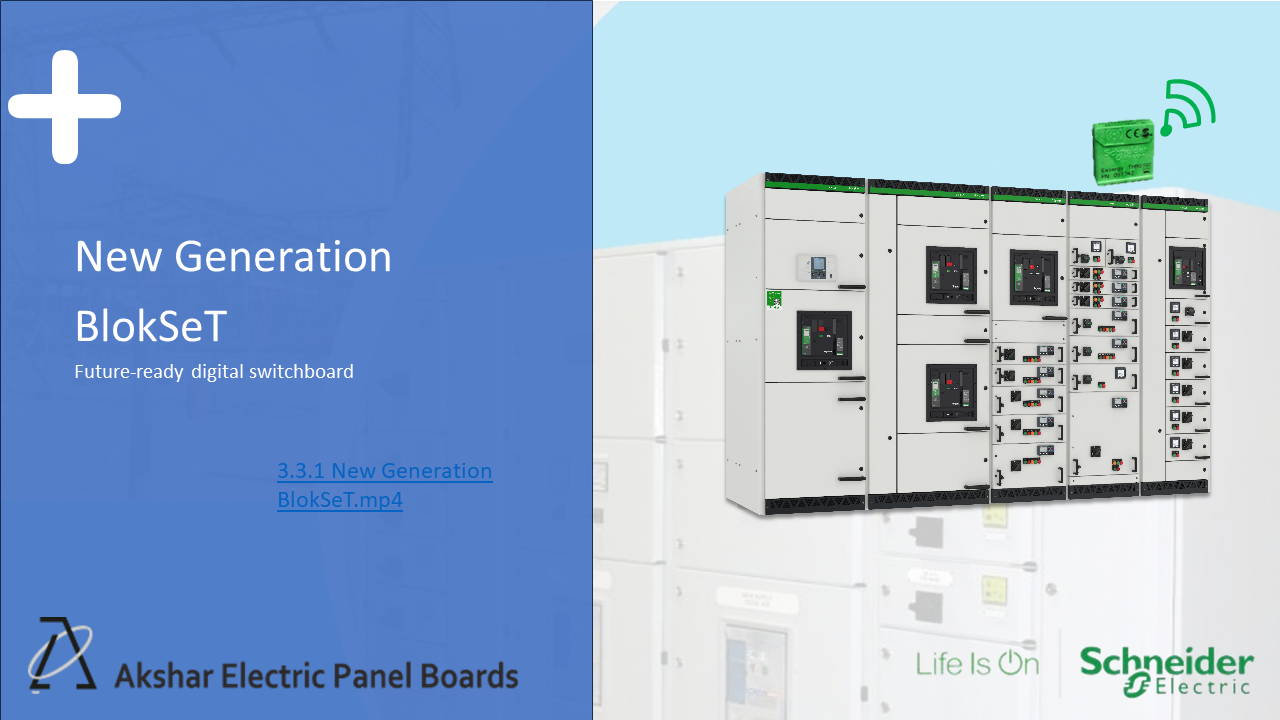 New Generation
BlokSeT
Future-ready digital switchboard
3.3.1 New Generation
BlokSeT.mp4
Akshar Electric Panel Boards
Schneider
Life Is On
Schneider
Electric